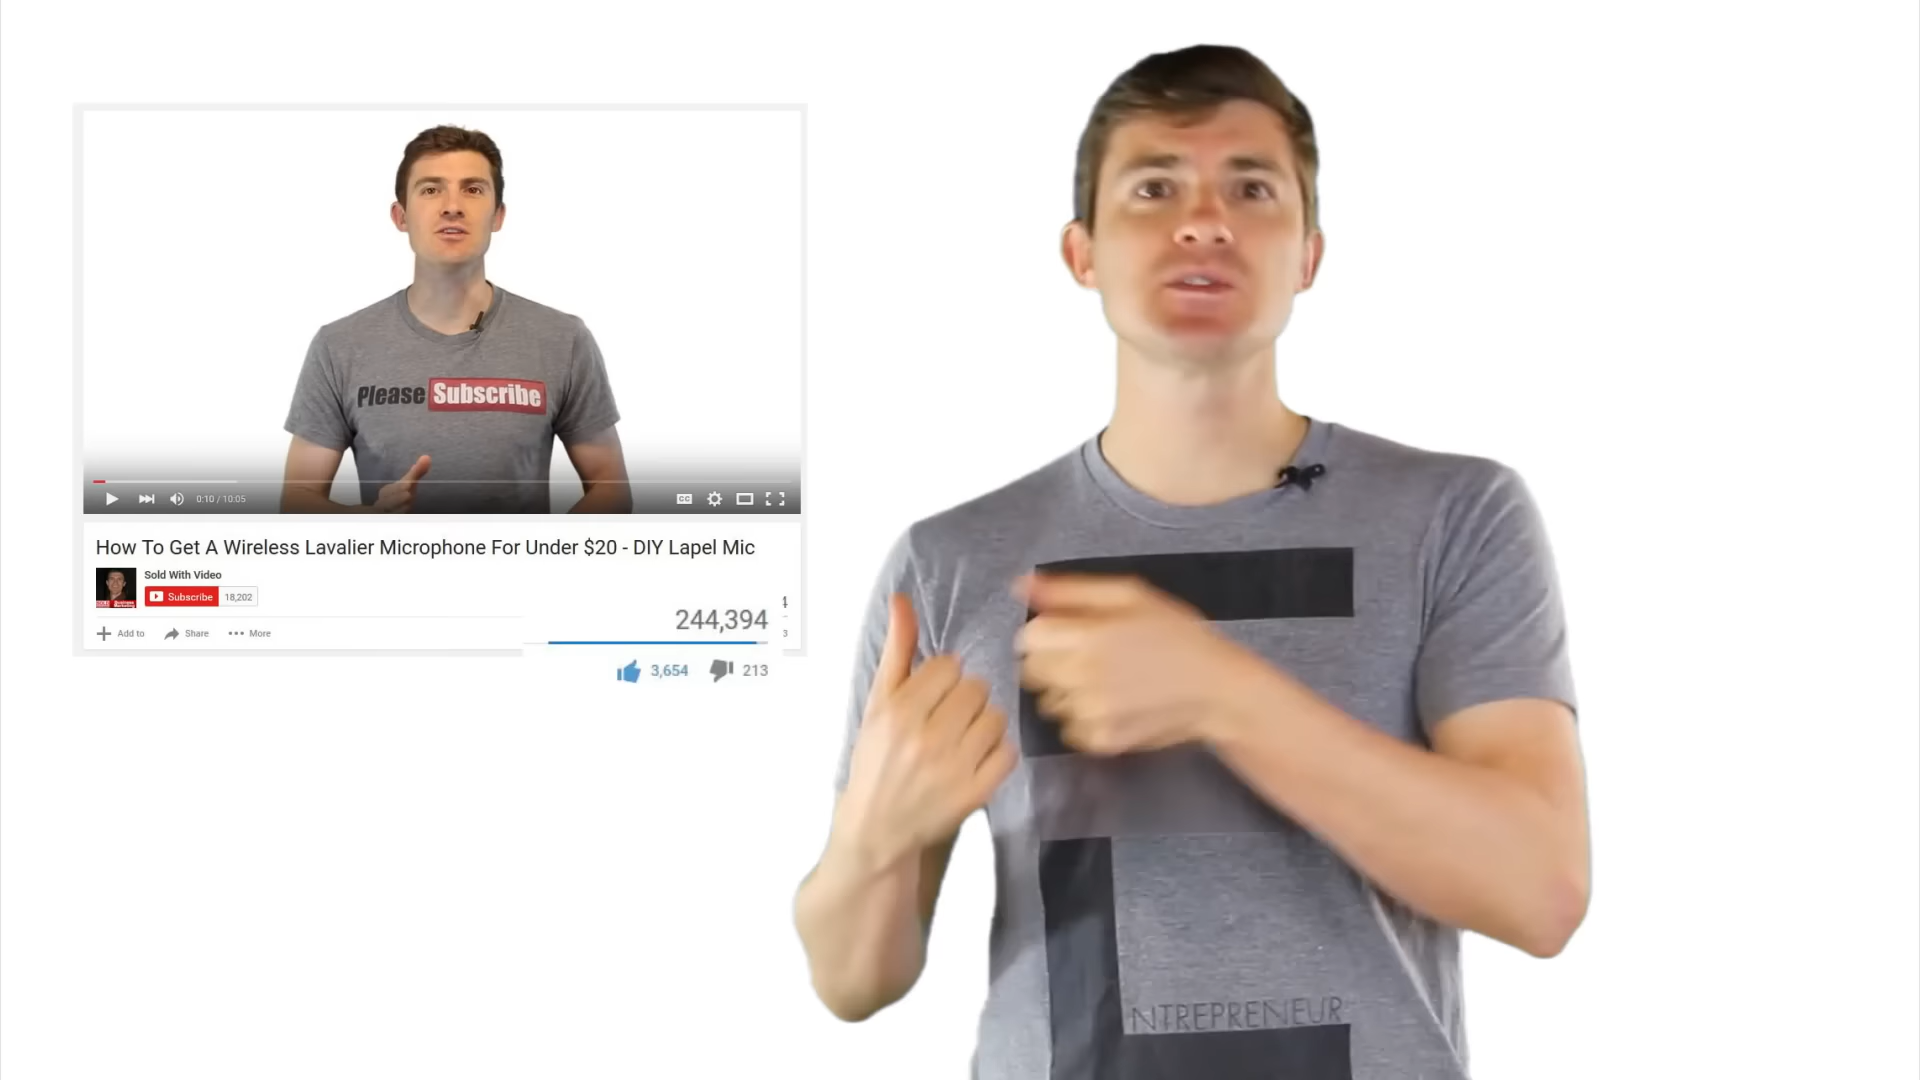 Please Subscribe
0:10 / 10:05
CC
How To Get A Wireless Lavalier Microphone For Under $20 - DIY Lapel Mic
Sold With Video
Subscribe 18,202
244,394
Add to Share More
3,654 213
NTREPRENEUR